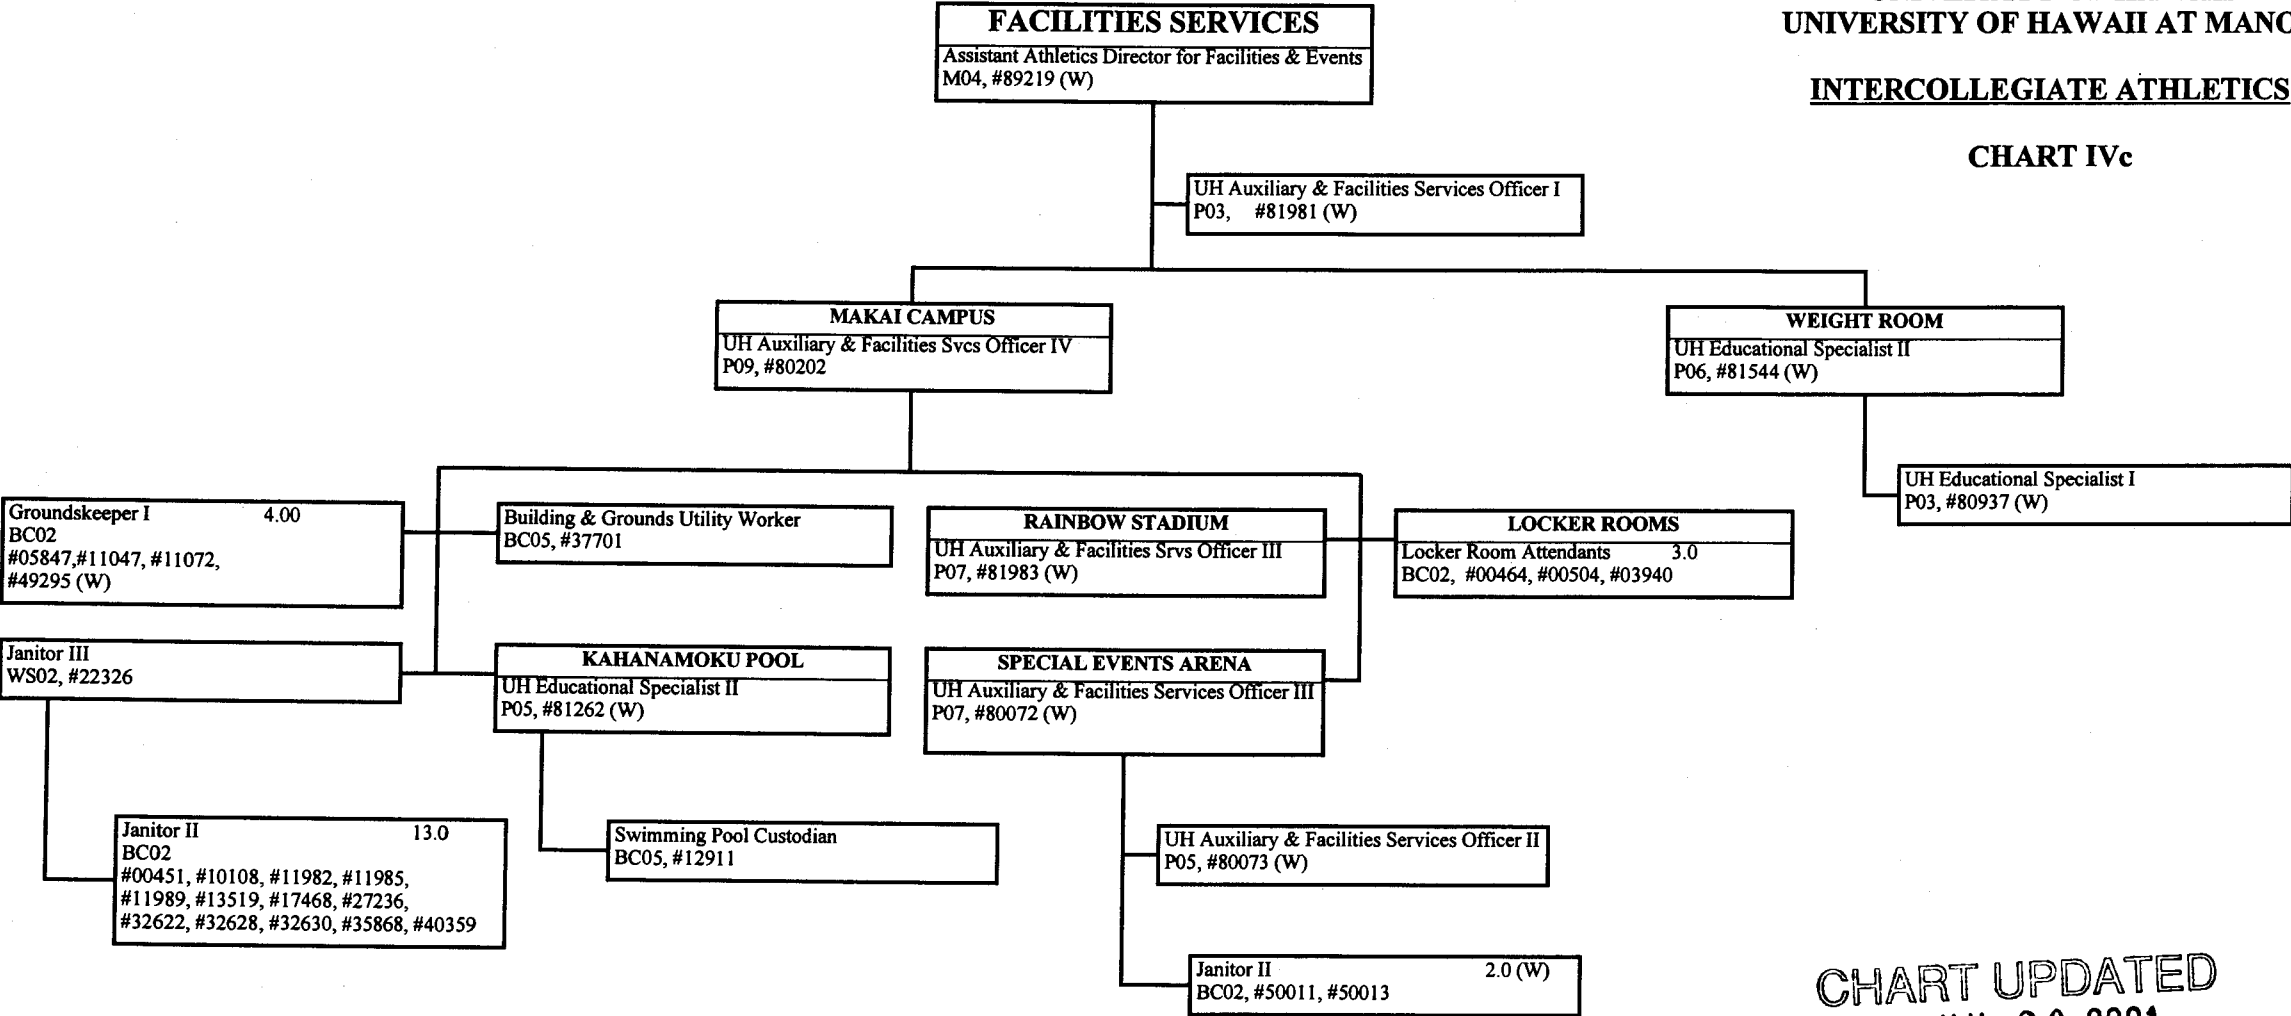 FACILITIES SERVICES
Assistant Athletics Director for Facilities & Events
M04, #89219 (W)
UNIVERSITY OF HAWAII AT MANO
INTERCOLLEGIATE ATHLETICS
CHART IVc
UH Auxiliary & Facilities Services Officer I
P03, #81981 (W)
MAKAI CAMPUS
UH Auxiliary & Facilities Svcs Officer IV
P09, #80202
WEIGHT ROOM
UH Educational Specialist II
P06, #81544 (W)
UH Educational Specialist I
P03, #80937 (W)
Groundskeeper I 4.00
BC02
#05847,#11047, #11072,
#49295 (W)
Building & Grounds Utility Worker
BC05, #37701
RAINBOW STADIUM
UH Auxiliary & Facilities Srvs Officer III
P07, #81983 (W)
LOCKER ROOMS
Locker Room Attendants 3.0
BC02, #00464, #00504, #03940
Janitor III
WS02, #22326
KAHANAMOKU POOL
UH Educational Specialist II
P05, #81262 (W)
SPECIAL EVENTS ARENA
UH Auxiliary & Facilities Services Officer III
P07, #80072 (W)
Janitor II 13.0
BC02
#00451, #10108, #11982, #11985,
#11989, #13519, #17468, #27236,
#32622, #32628, #32630, #35868, #40359
Swimming Pool Custodian
BC05, #12911
UH Auxiliary & Facilities Services Officer II
P05, #80073 (W)
Janitor II 2.0 (W)
BC02, #50011, #50013
CHART UPDATED